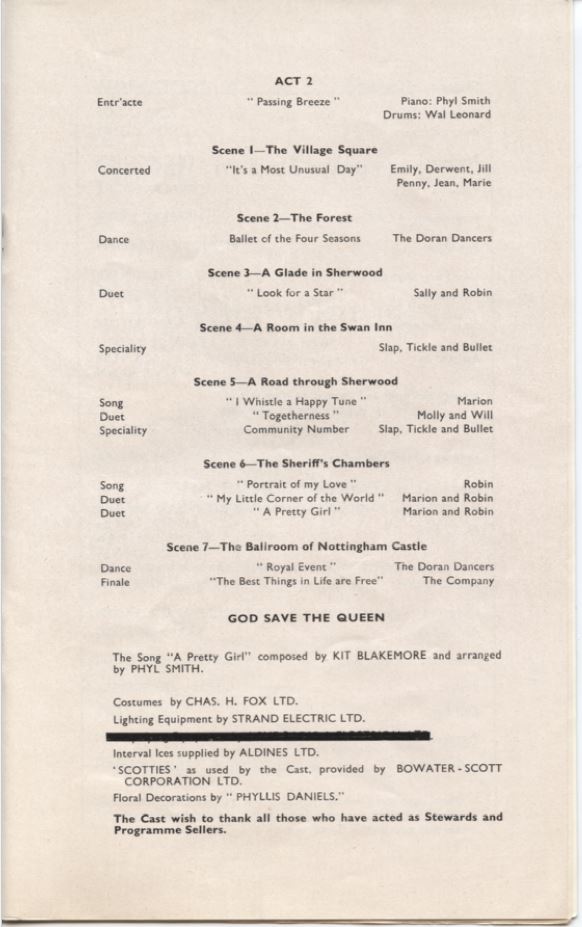 ACT 2
Entr'acte " Passing Breeze " Piano: Phyl Smith
Drums: Wal Leonard
Scene 1—The Village Square
Concerted "It's a Most Unusual Day" Emily, Derwent, Jill
Penny, Jean, Marie
Scene 2—The Forest
Dance Ballet of the Four Seasons The Doran Dancers
Scene 3—A Glade in Sherwood
Duet " Look for a Star " Sally and Robin
Scene 4—A Room in the Swan Inn
Speciality Slap, Tickle and Bullet
Scene 5—A Road through Sherwood
Song " I Whistle a Happy Tune " Marion
Duet " Togetherness " Molly and Will
Speciality Community Number Slap, Tickle and Bullet
Scene 6—The Sheriff's Chambers
Song " Portrait of my Love " Robin
Duet " My Little Corner of the World " Marion and Robin
Duet " A Pretty Girl " Marion and Robin
Scene 7—The Ballroom of Nottingham Castle
Dance " Royal Event " The Doran Dancers
Finale "The Best Things in Life are Free" The Company
GOD SAVE THE QUEEN
The Song "A Pretty Girl" composed by KIT BLAKEMORE and arranged
by PHYL SMITH.
Costumes by CHAS. H. FOX LTD.
Lighting Equipment by STRAND ELECTRIC LTD.
Interval Ices supplied by ALDINES LTD.
'SCOTTIES' as used by the Cast, provided by BOWATER-SCOTT
CORPORATION LTD.
Floral Decorations by " PHYLLIS DANIELS."
The Cast wish to thank all those who have acted as Stewards and
Programme Sellers.